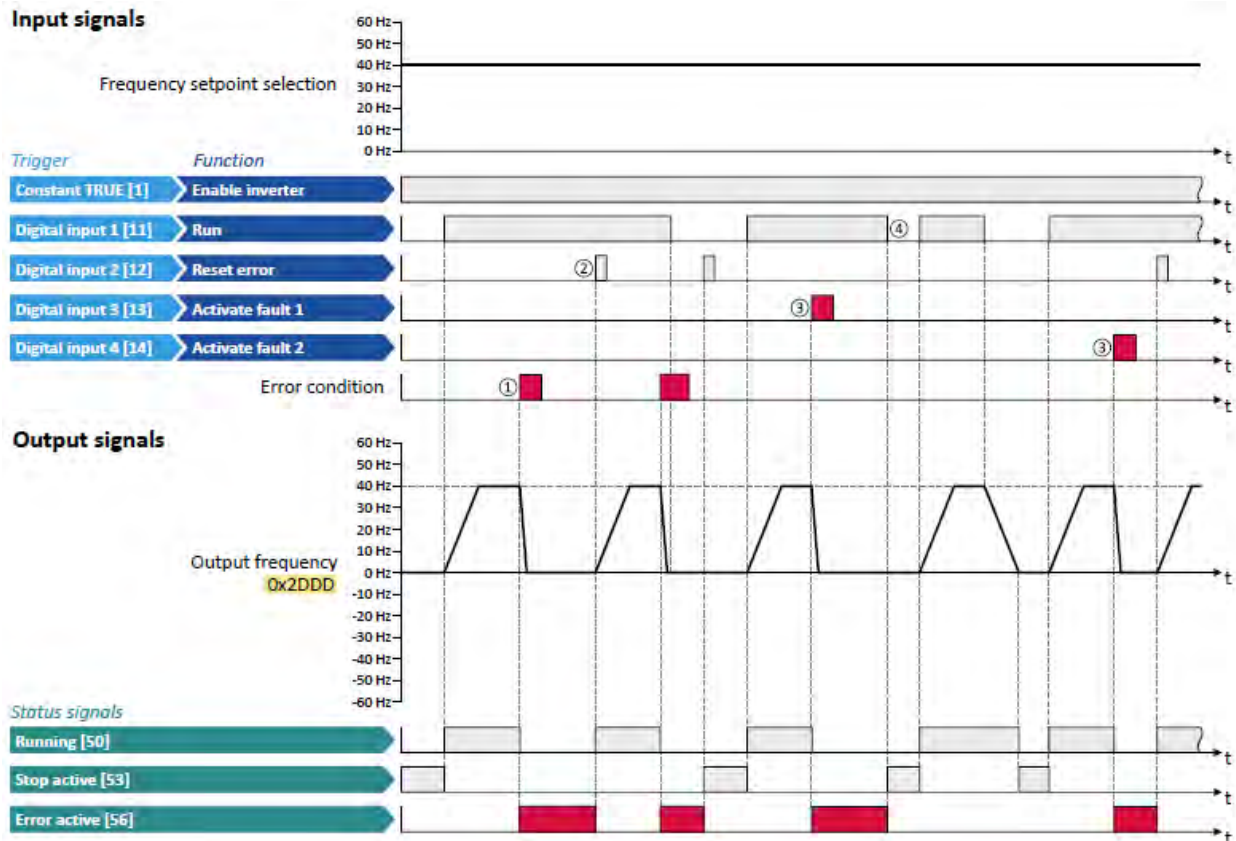 Input signals
60 Hz
50 Hz
40 Hz
30 Hz
20 Hz
10 Hz
0 Hz
Frequency setpoint selection
t
Trigger Function
Constant TRUE [1] Enable inverter
t
Digital input 1 [11] Run
④
t
Digital input 2 [12] Reset error
②
t
Digital input 3 [13] Activate fault 1
③
t
Digital input 4 [14] Activate fault 2
③
t
Error condition
①
t
Output signals
60 Hz
50 Hz
40 Hz
30 Hz
20 Hz
10 Hz
0 Hz
-10 Hz
-20 Hz
-30 Hz
-40 Hz
-50 Hz
-60 Hz
Output frequency
0x2DDD
t
Status signals
Running [50]
t
Stop active [53]
t
Error active [56]
t